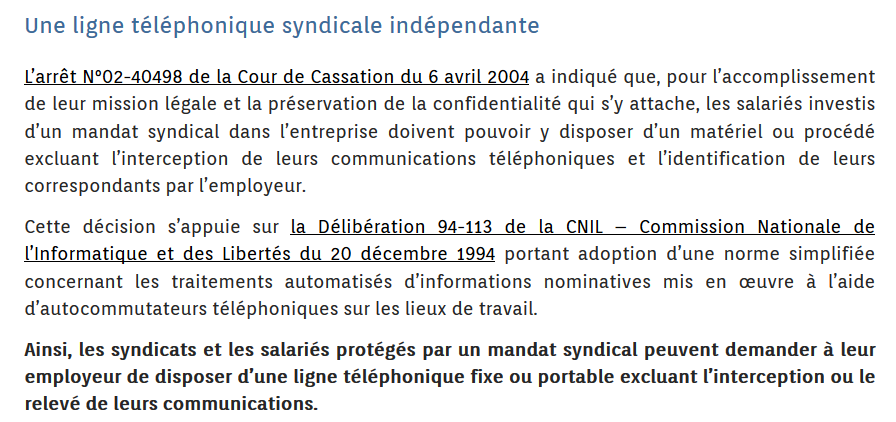 Une ligne téléphonique syndicale indépendante
L’arrêt N°02-40498 de la Cour de Cassation du 6 avril 2004 a indiqué que, pour l’accomplissement
de leur mission légale et la préservation de la confidentialité qui s’y attache, les salariés investis
d’un mandat syndical dans l’entreprise doivent pouvoir y disposer d’un matériel ou procédé
excluant l’interception de leurs communications téléphoniques et l’identification de leurs
correspondants par l’employeur.
Cette décision s’appuie sur la Délibération 94-113 de la CNIL – Commission Nationale de
l’Informatique et des Libertés du 20 décembre 1994 portant adoption d’une norme simplifiée
concernant les traitements automatisés d’informations nominatives mis en œuvre à l’aide
d’autocommutateurs téléphoniques sur les lieux de travail.
Ainsi, les syndicats et les salariés protégés par un mandat syndical peuvent demander à leur
employeur de disposer d’une ligne téléphonique fixe ou portable excluant l’interception ou le
relevé de leurs communications.